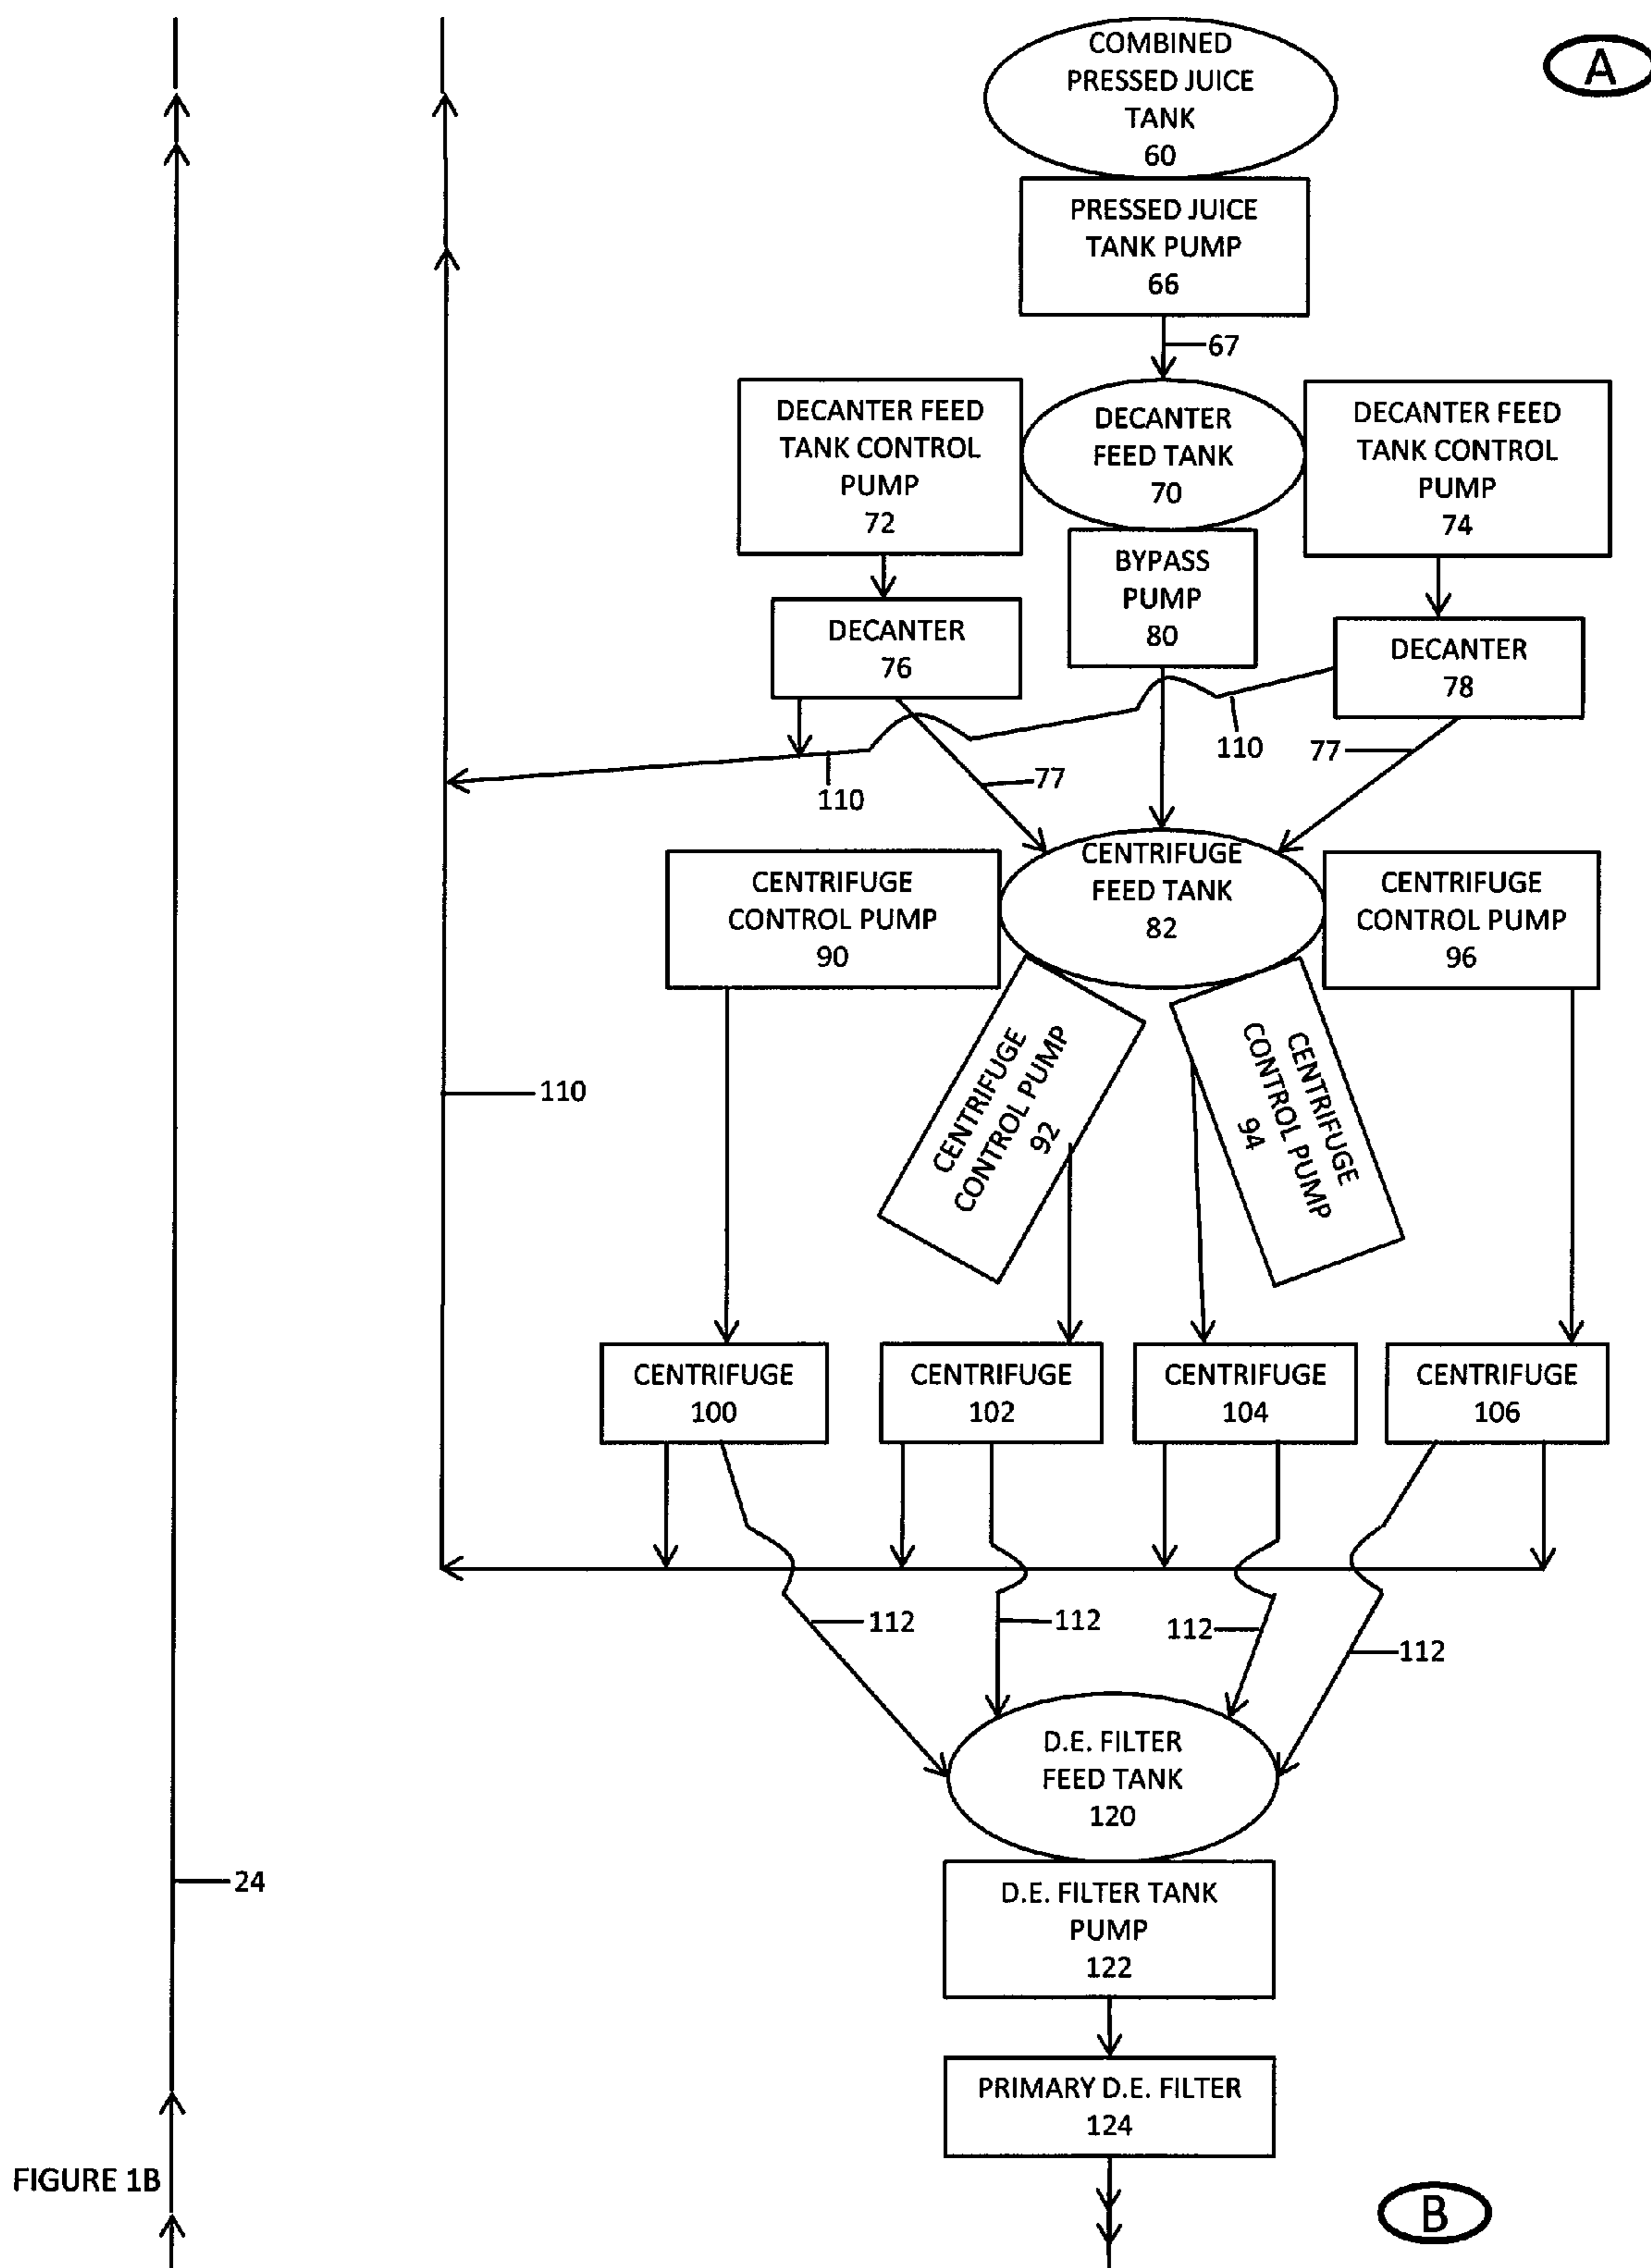 COMBINED
PRESSED JUICE
TANK
60
A
PRESSED JUICE
TANK PUMP
66
67
DECANTER FEED
TANK CONTROL
PUMP
72
DECANTER
FEED TANK
70
DECANTER FEED
TANK CONTROL
PUMP
74
BYPASS
PUMP
80
DECANTER
76
DECANTER
78
110
77
77
110
CENTRIFUGE
CONTROL PUMP
90
CENTRIFUGE
FEED TANK
82
CENTRIFUGE
CONTROL PUMP
96
CENTRIFUGE
CONTROL PUMP
92
CENTRIFUGE
CONTROL PUMP
94
110
CENTRIFUGE
100
CENTRIFUGE
102
CENTRIFUGE
104
CENTRIFUGE
106
112
112
112
112
D.E. FILTER
FEED TANK
120
24
D.E. FILTER TANK
PUMP
122
PRIMARY D.E. FILTER
124
FIGURE 1B
B